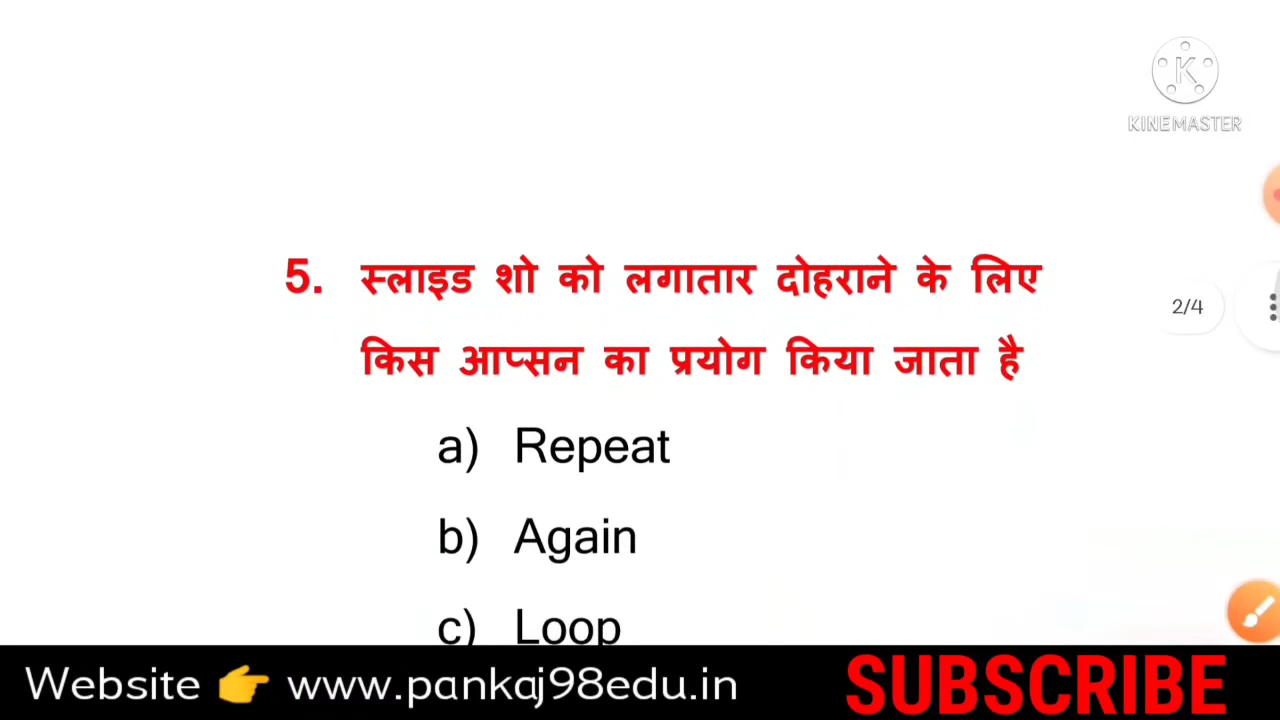 KINEMASTER
5. स्लाइड शो को लगातार दोहराने के लिए
2/4
किस आप्सन का प्रयोग किया जाता है
a) Repeat
b) Again
c) Loop
Website 👉 www.pankaj98edu.in
SUBSCRIBE